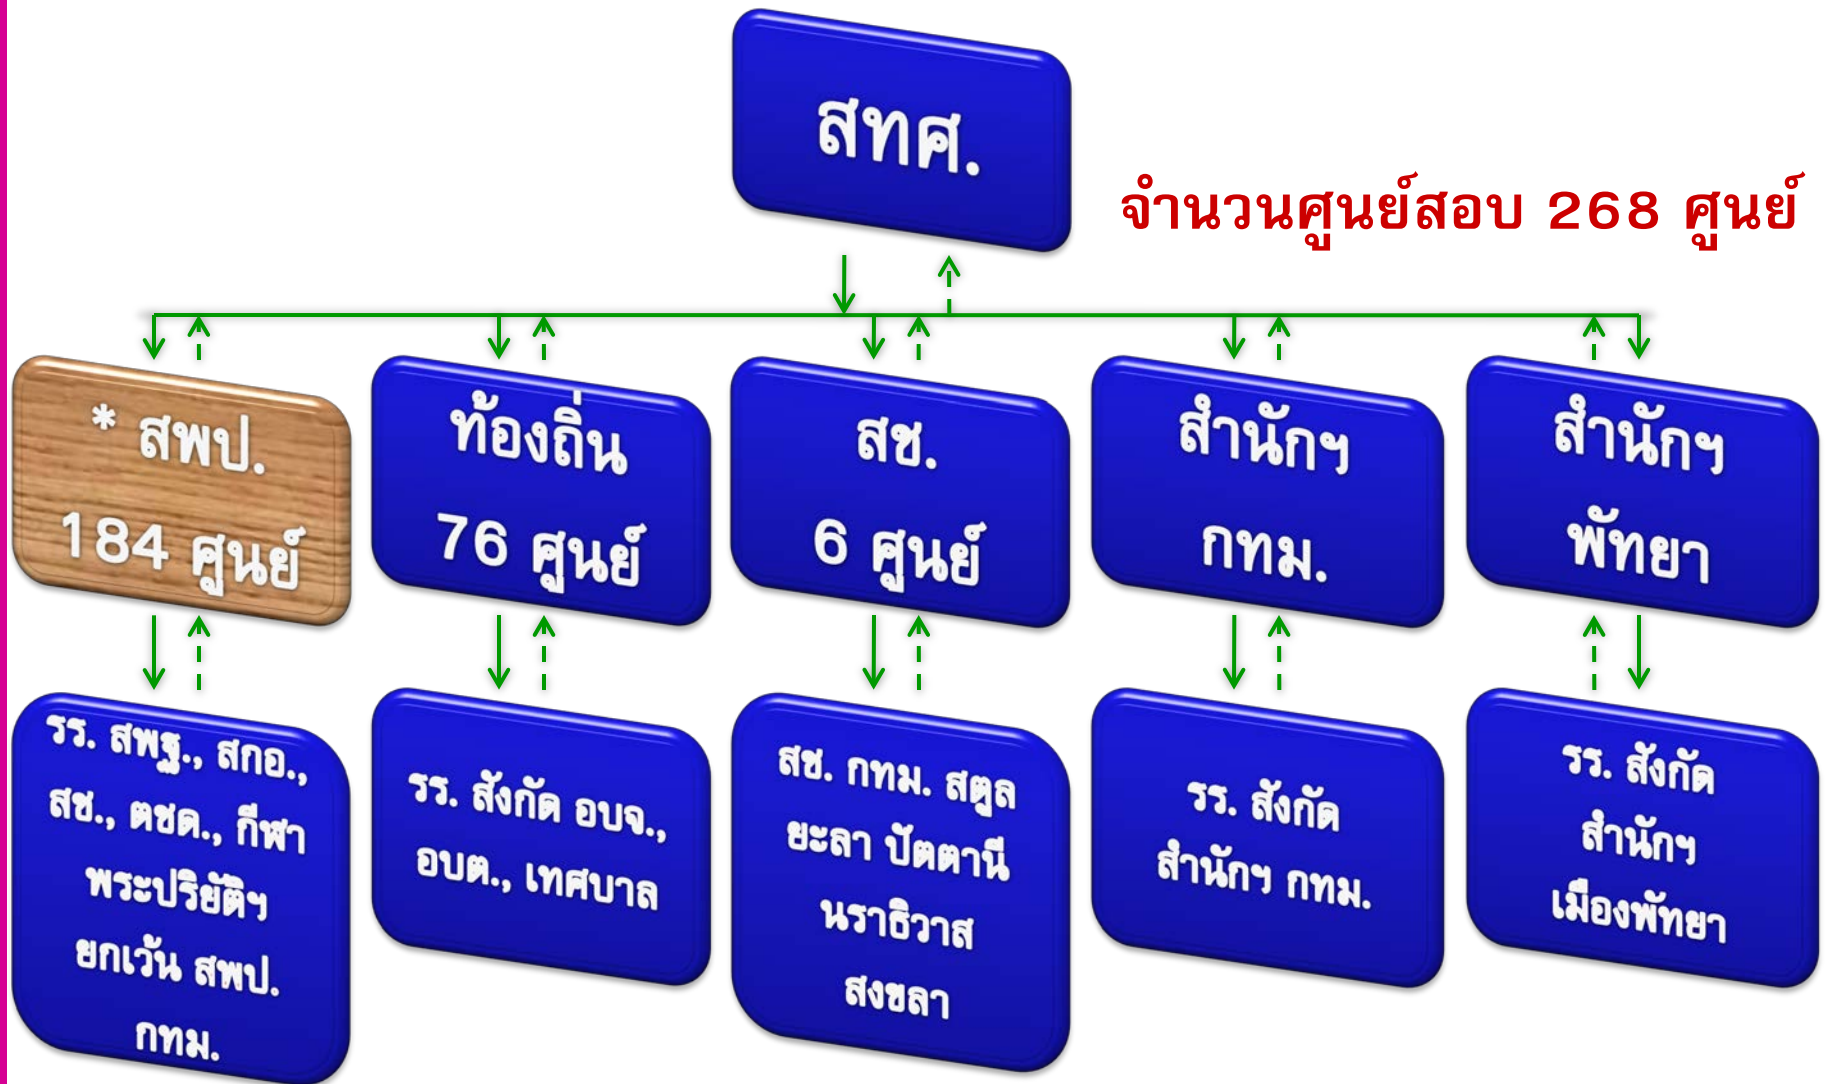 สทศ.
จำนวนศูนย์สอบ 268 ศูนย์
* สพป.
184 ศูนย์
ท้องถิ่น
76 ศูนย์
สช.
6 ศูนย์
สำนักฯ
กทม.
สำนักฯ
พัทยา
รร. สพฐ., สกอ.,
สช., ตชด., กีฬา
พระปริยัติฯ
ยกเว้น สพป.
กทม.
รร. สังกัด อบจ.,
อบต., เทศบาล
สช. กทม. สตูล
ยะลา ปัตตานี
นราธิวาส
สงขลา
รร. สังกัด
สำนักฯ กทม.
รร. สังกัด
สำนักฯ
เมืองพัทยา